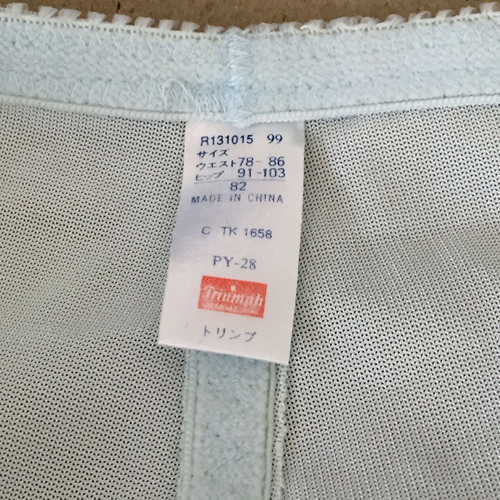 R131015 99
サイズ
ウエスト78-86
ヒップ 91-103
82
MADE IN CHINA
C TK 1658
PY-28
Triumph
トリンプ